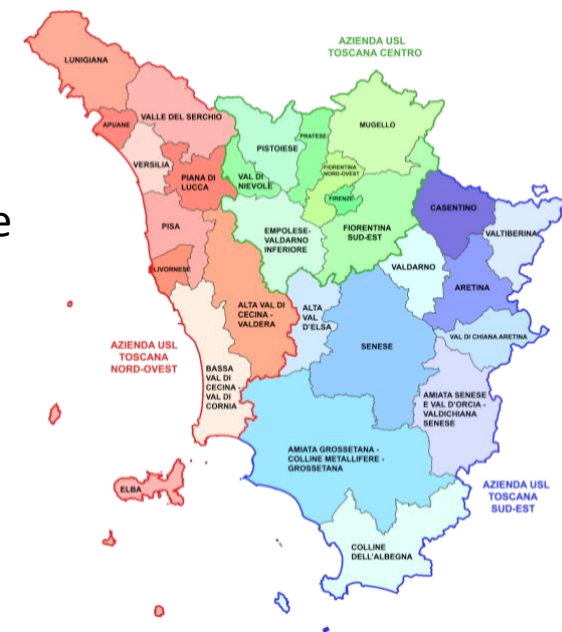 AZIENDA USL
TOSCANA CENTRO
LUNIGIANA
APUANE
VALLE DEL SERCHIO
VERSILIA
PIANA DI
LUCCA
PISA
LIVORNESE
ALTA VAL DI
CECINA -
VALDERA
BASSA
VAL DI
CECINA -
VAL DI
CORNIA
ELBA
AZIENDA USL
TOSCANA
NORD-OVEST
PISTOIESE
VAL DI
NIEVOLE
PRATESE
MUGELLO
FIORENTINA
NORD-OVEST
FIRENZE
EMPOLESE-
VALDARNO
INFERIORE
FIORENTINA
SUD-EST
CASENTINO
VALTIBERINA
VALDARNO
ARETINA
VAL DI CHIANA ARETINA
ALTA
VAL
D'ELSA
SENESE
AMIATA SENESE
E VAL D'ORCIA -
VALDICHIANA
SENESE
AMIATA GROSSETANA -
COLLINE METALLIFERE -
GROSSETANA
COLLINE
DELL'ALBEGNA
AZIENDA USL
TOSCANA
SUD-EST
e